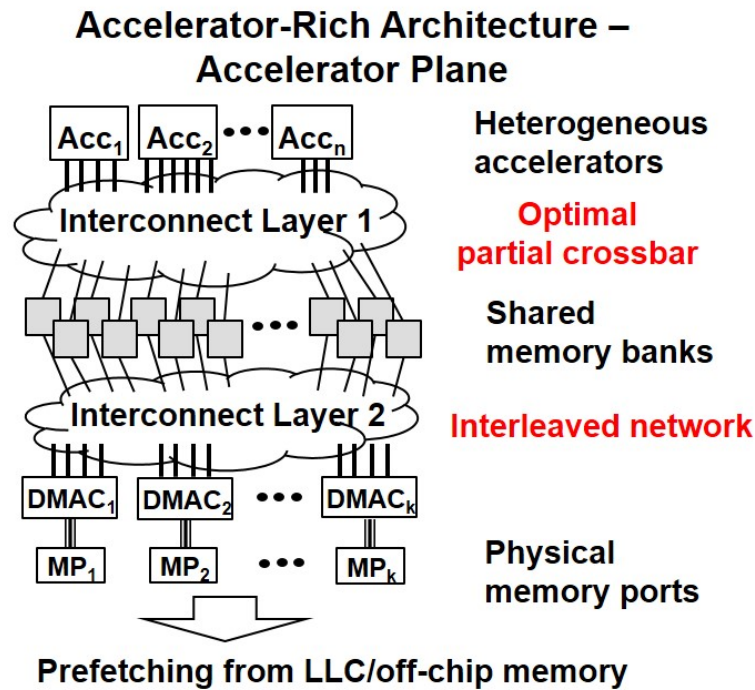 Accelerator-Rich Architecture –
Accelerator Plane
Acc1 Acc2 ••• Accn
Heterogeneous
accelerators
Interconnect Layer 1
Optimal
partial crossbar
•••
Shared
memory banks
Interconnect Layer 2
Interleaved network
DMAC1 DMAC2 ••• DMACk
MP1 MP2 ••• MPk
Physical
memory ports
Prefetching from LLC/off-chip memory